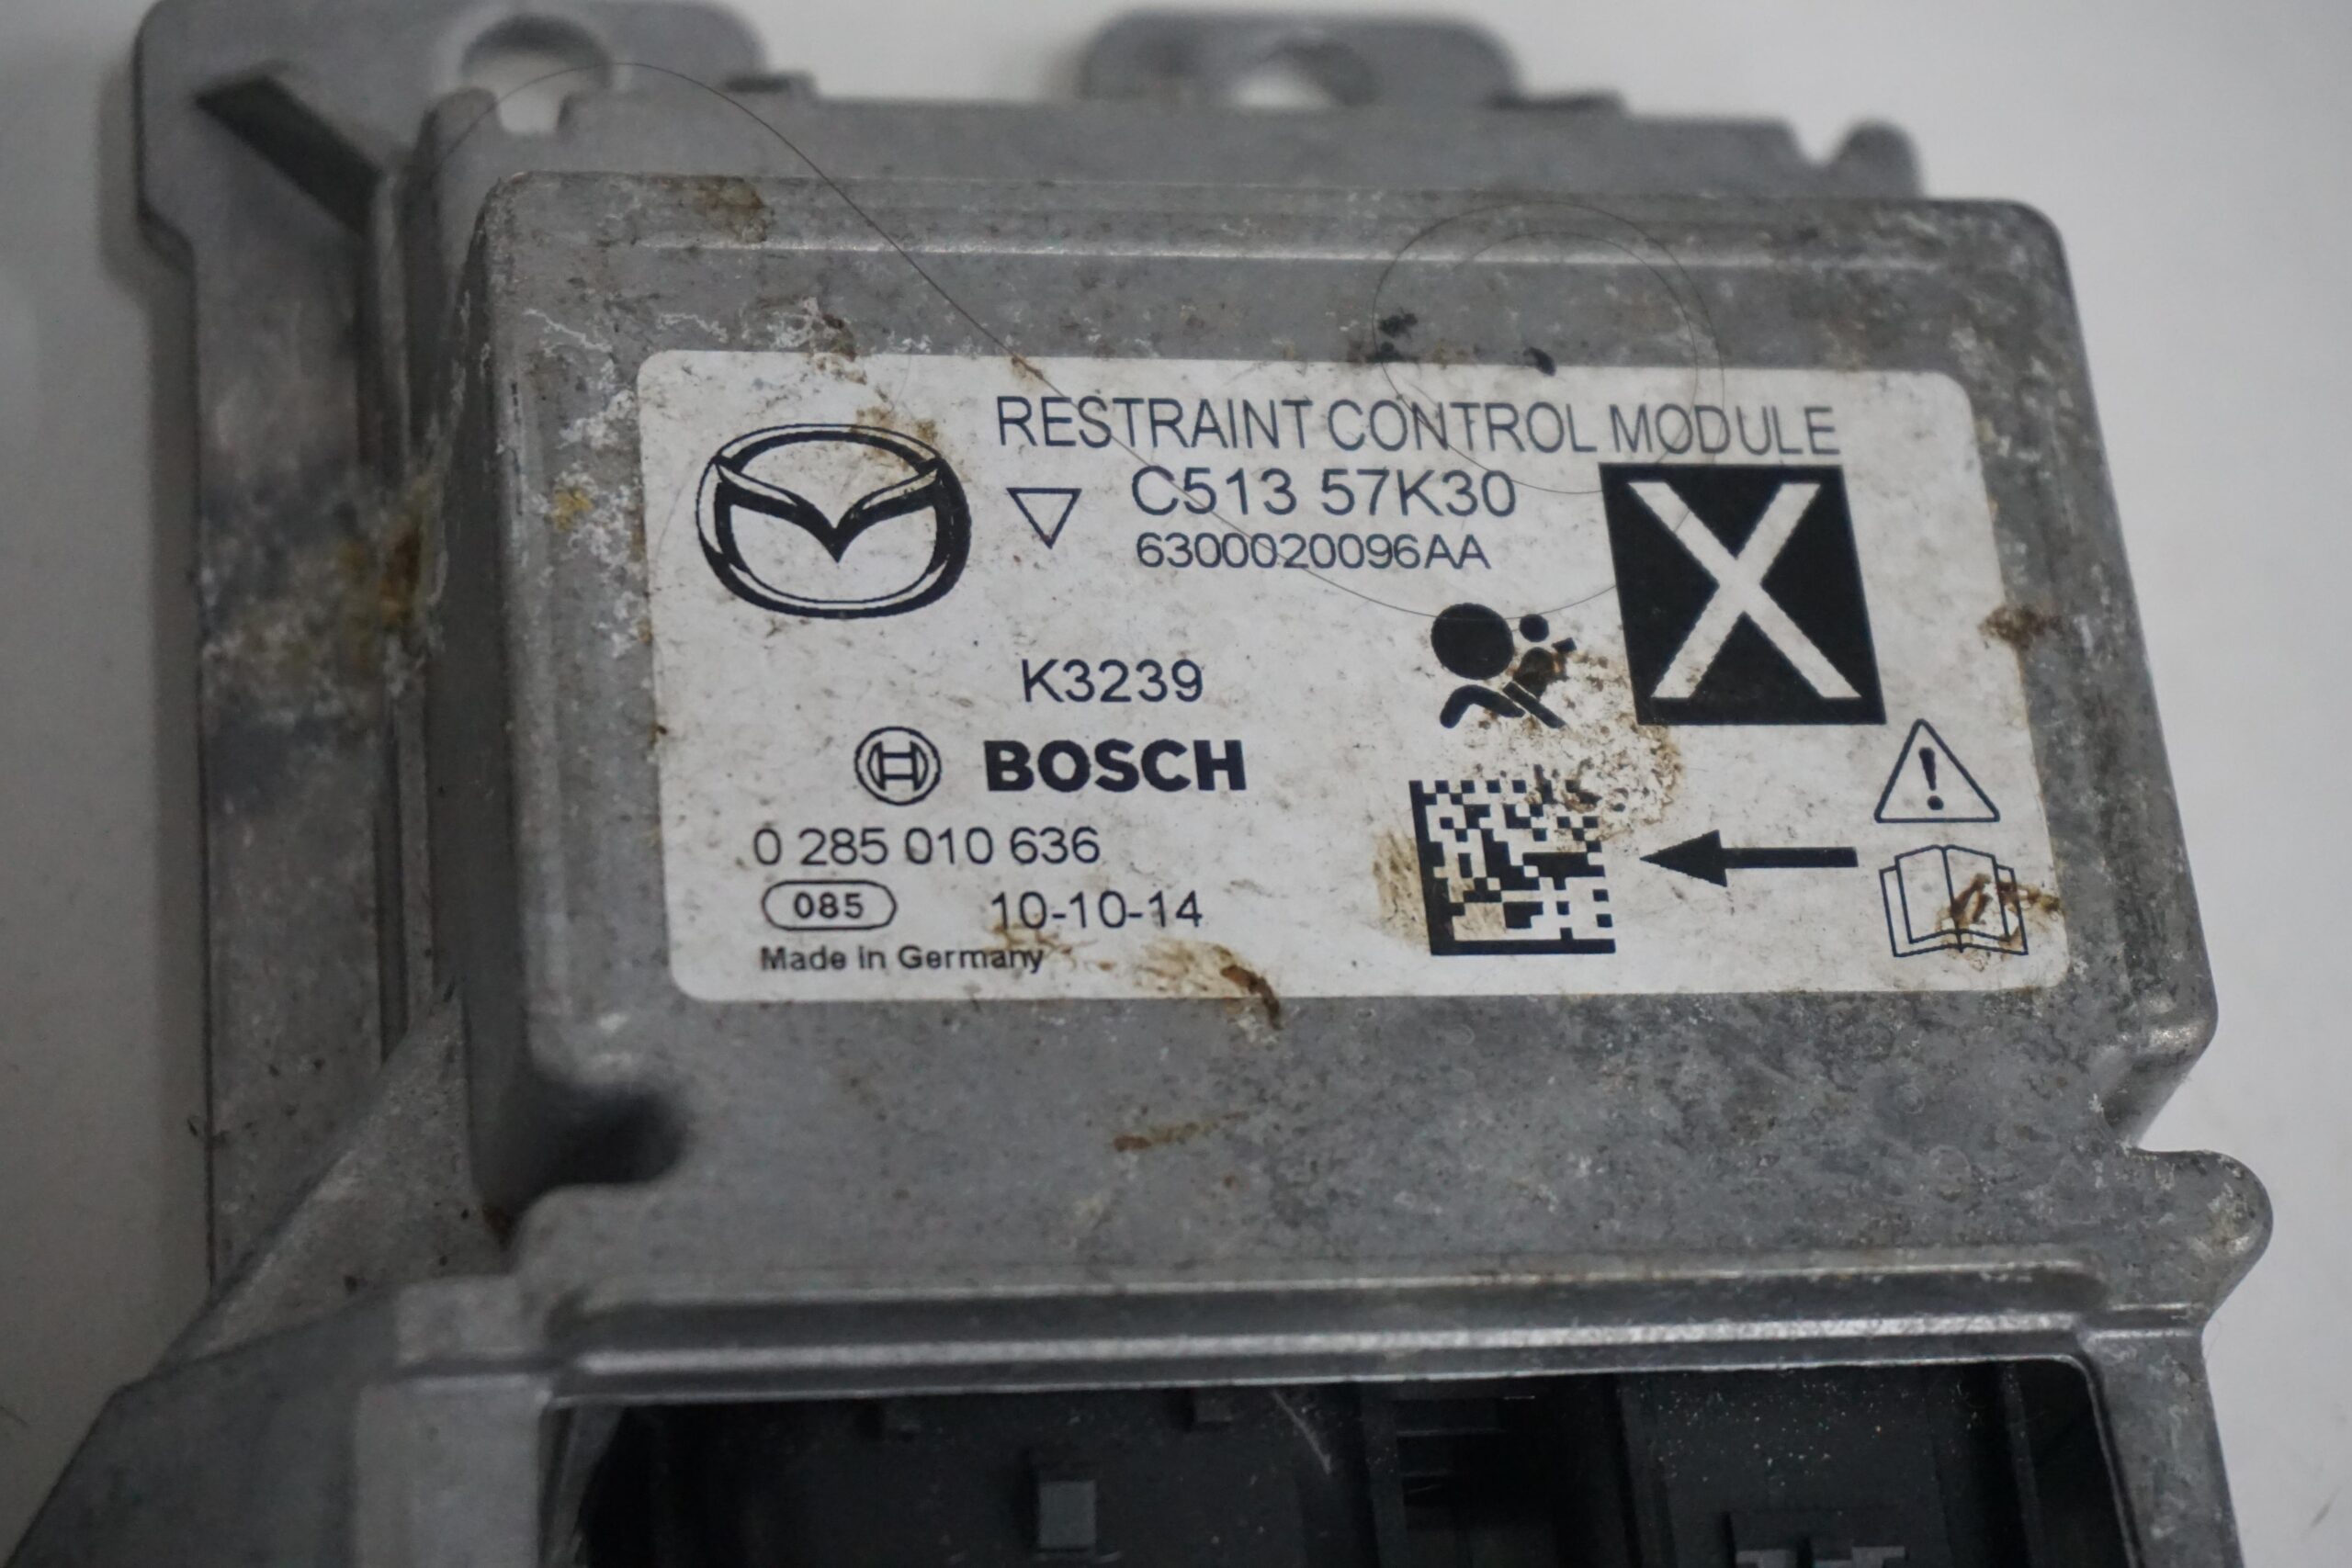 RESTRAINT CONTROL MODULE
C513 57K30
6300020096AA
X
K3239
BOSCH
0 285 010 636
085 10-10-14
Made in Germany